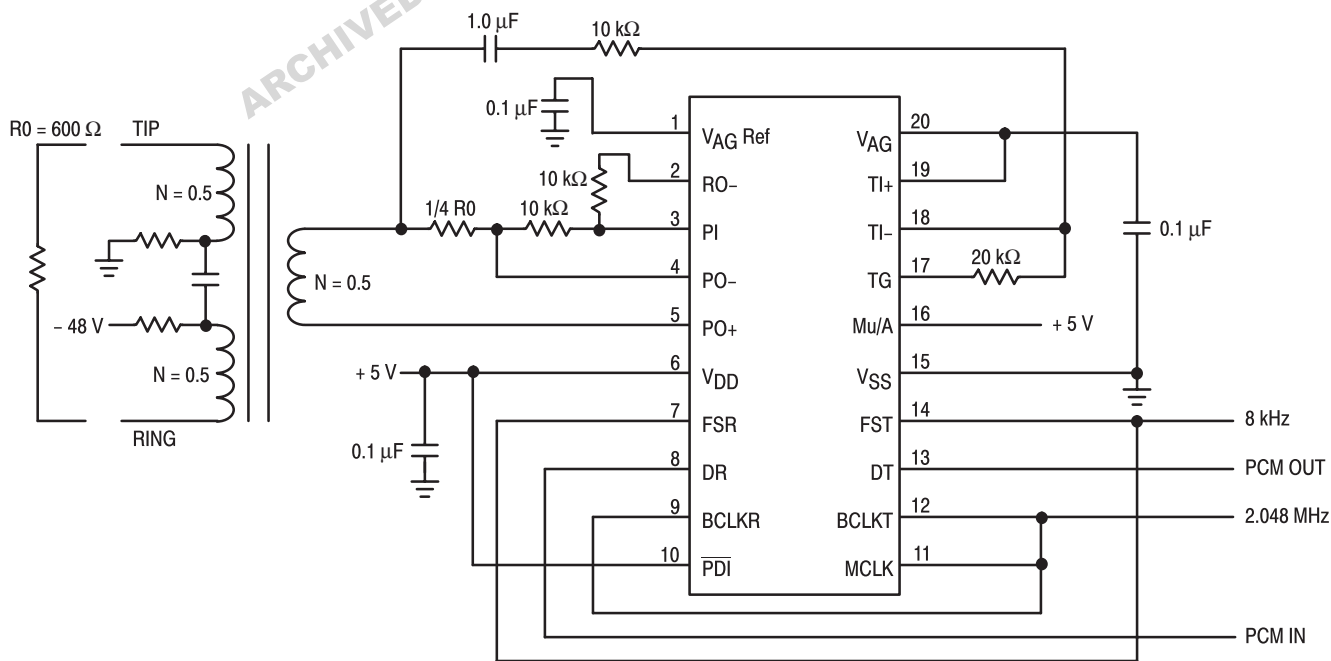 ARCHIVED
1.0 μF
10 kΩ
0.1 μF
R0 = 600 Ω
TIP
N = 0.5
– 48 V
N = 0.5
RING
N = 0.5
1/4 R0
10 kΩ
10 kΩ
1
VAG Ref
2
RO–
3
PI
4
PO–
5
PO+
6
VDD
7
FSR
8
DR
9
BCLKR
10
PDI
+ 5 V
0.1 μF
20
VAG
19
TI+
18
TI–
17
TG
16
Mu/A
15
VSS
14
FST
13
DT
12
BCLKT
11
MCLK
20 kΩ
0.1 μF
+ 5 V
8 kHz
PCM OUT
2.048 MHz
PCM IN